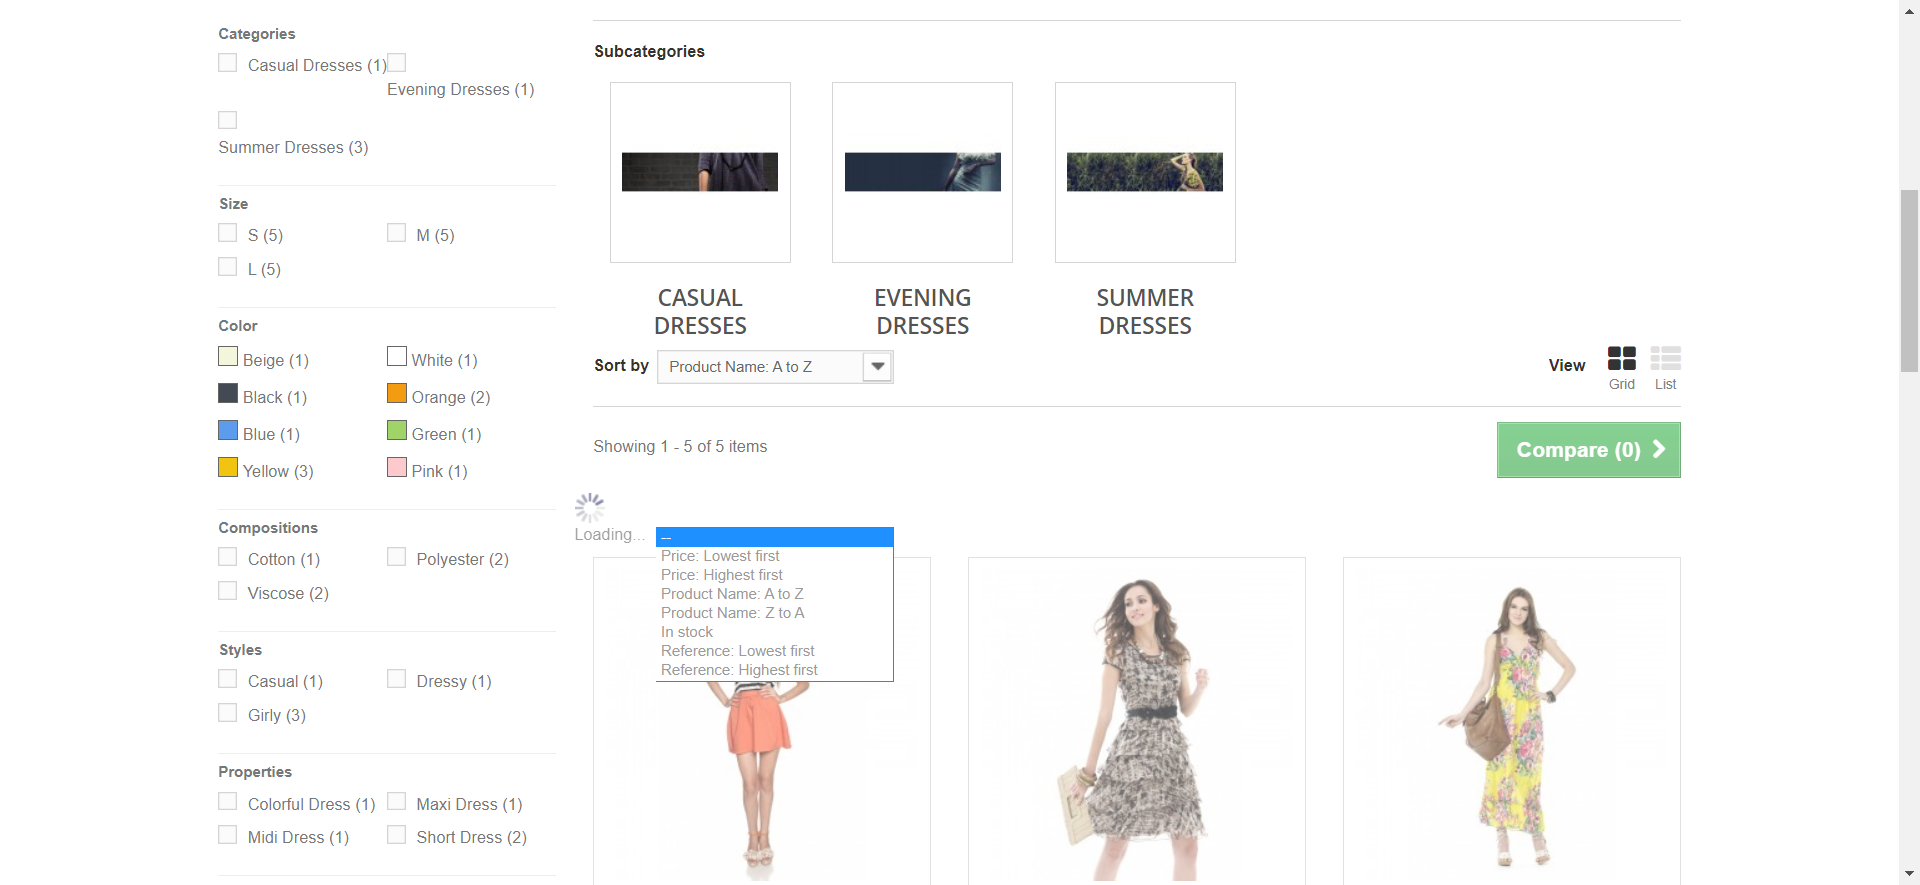 Categories
Casual Dresses (1)
Evening Dresses (1)
Summer Dresses (3)
Size
S (5)
M (5)
L (5)
Color
Beige (1)
White (1)
Black (1)
Orange (2)
Blue (1)
Green (1)
Yellow (3)
Pink (1)
Compositions
Cotton (1)
Polyester (2)
Viscose (2)
Styles
Casual (1)
Dressy (1)
Girly (3)
Properties
Colorful Dress (1)
Maxi Dress (1)
Midi Dress (1)
Short Dress (2)
Subcategories
CASUAL
DRESSES
EVENING
DRESSES
SUMMER
DRESSES
Sort by
Product Name: A to Z
View
Grid
List
Showing 1 - 5 of 5 items
Compare (0)
Loading...
--
Price: Lowest first
Price: Highest first
Product Name: A to Z
Product Name: Z to A
In stock
Reference: Lowest first
Reference: Highest first